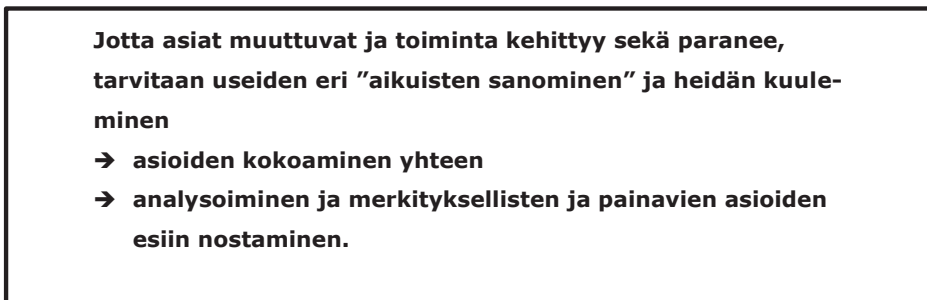 Jotta asiat muuttuvat ja toiminta kehittyy sekä paranee,
tarvitaan useiden eri ”aikuisten sanominen” ja heidän kuule-
minen
➔ asioiden kokoaminen yhteen
➔ analysoiminen ja merkityksellisten ja painavien asioiden
esiin nostaminen.